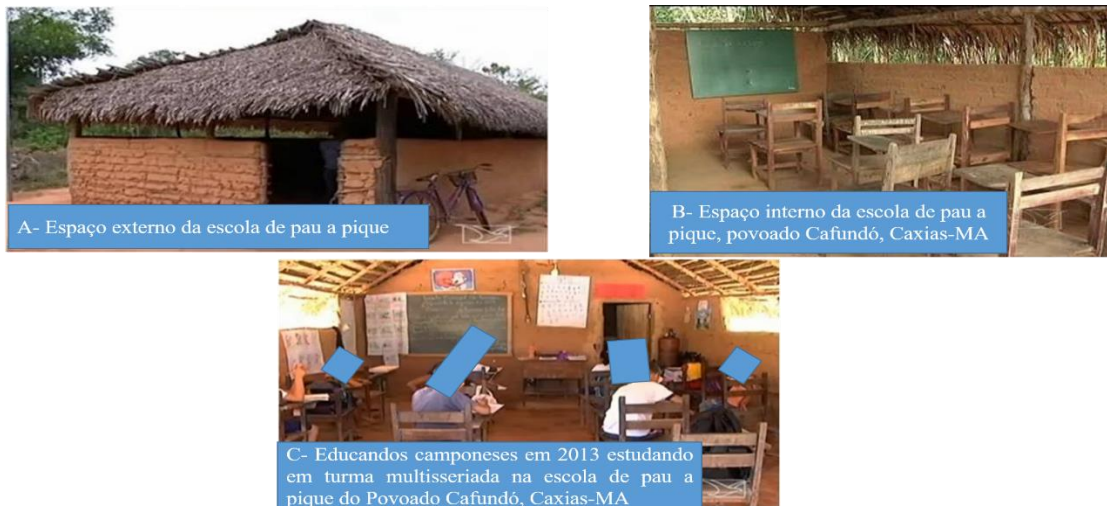 A- Espaço externo da escola de pau a pique
B- Espaço interno da escola de pau a
pique, povoado Cafundó, Caxias-MA
C- Educandos camponeses em 2013 estudando
em turma multisseriada na escola de pau a
pique do Povoado Cafundó, Caxias-MA